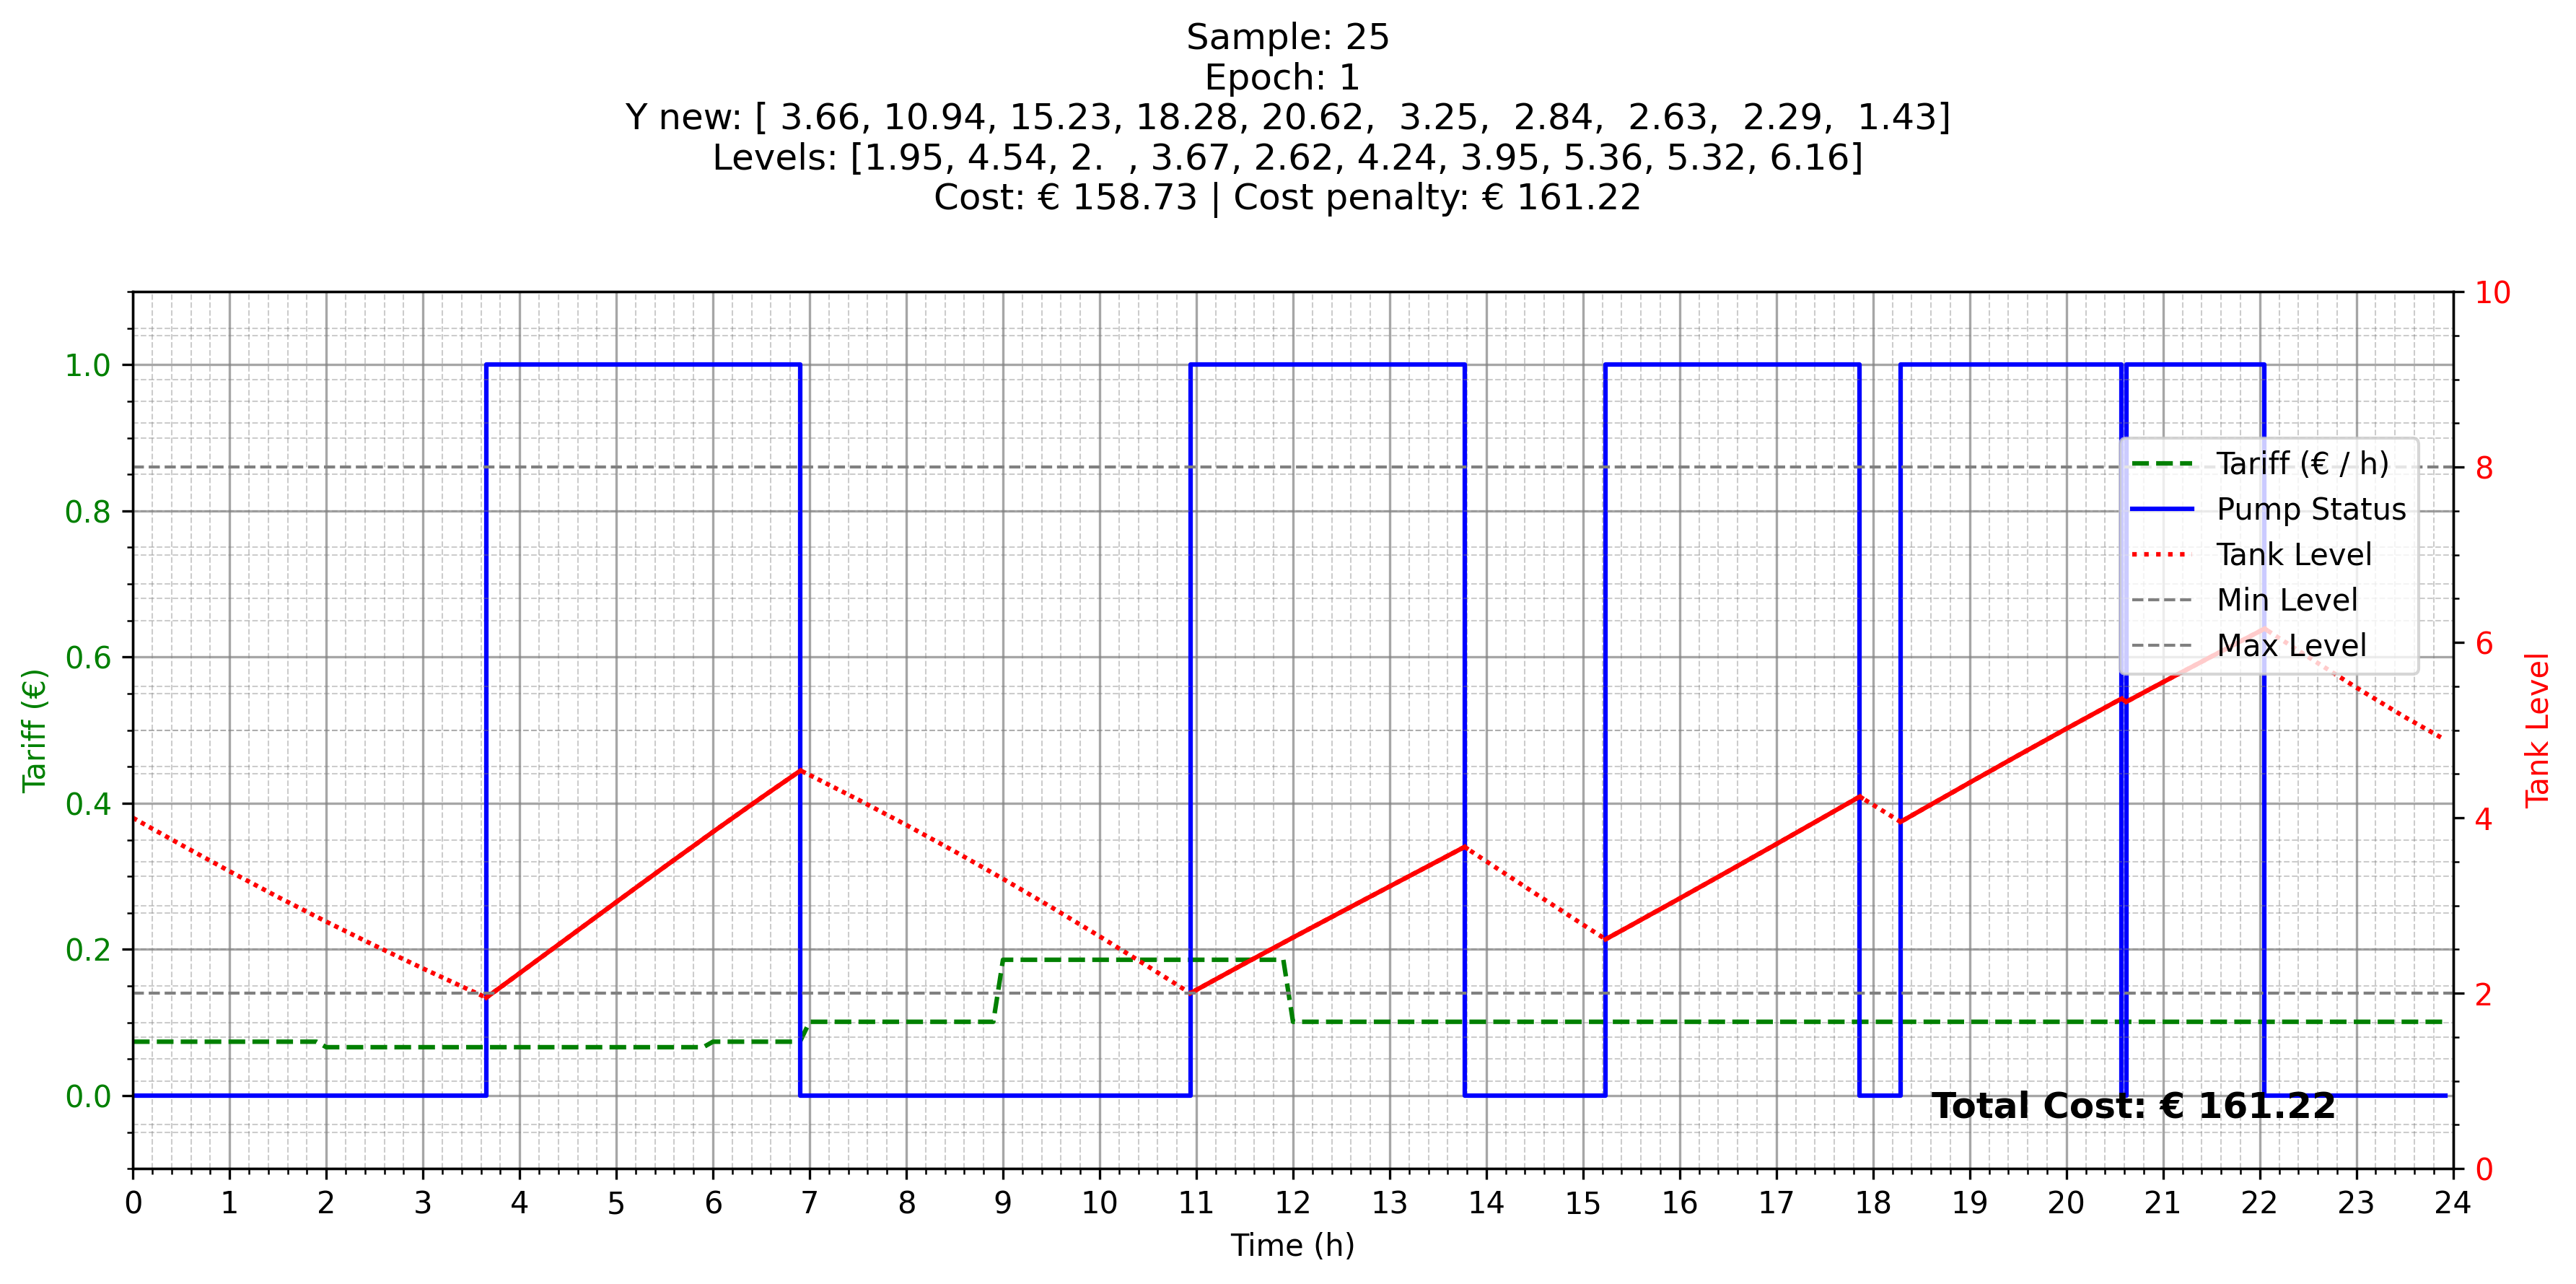 Sample: 25
Epoch: 1
Y new: [ 3.66, 10.94, 15.23, 18.28, 20.62,  3.25,  2.84,  2.63,  2.29,  1.43]
Levels: [1.95, 4.54, 2.  , 3.67, 2.62, 4.24, 3.95, 5.36, 5.32, 6.16]
Cost: € 158.73 | Cost penalty: € 161.22
10
1.0
8
Tariff (€ / h)
0.8
Pump Status
Tank Level
Min Level
0.6
Max Level
6
Tariff (€)
Tank Level
0.4
4
0.2
2
0.0
Total Cost: € 161.22
0
0 1 2 3 4 5 6 7 8 9 10 11 12 13 14 15 16 17 18 19 20 21 22 23 24
Time (h)